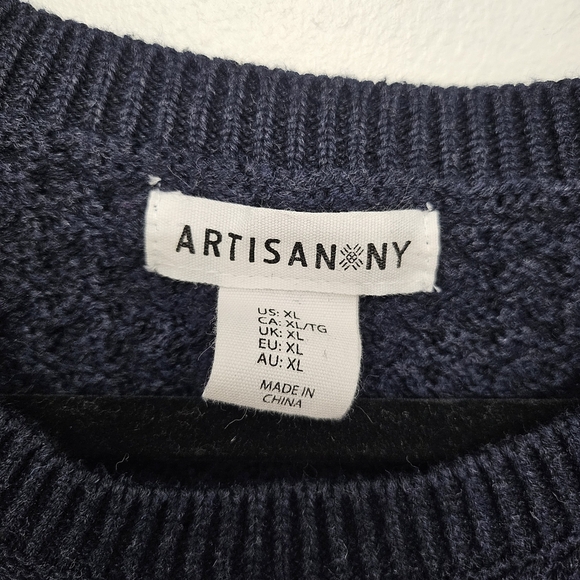 ARTISAN NY
US: XL
CA: XL/TG
UK: XL
EU: XL
AU: XL
MADE IN
CHINA